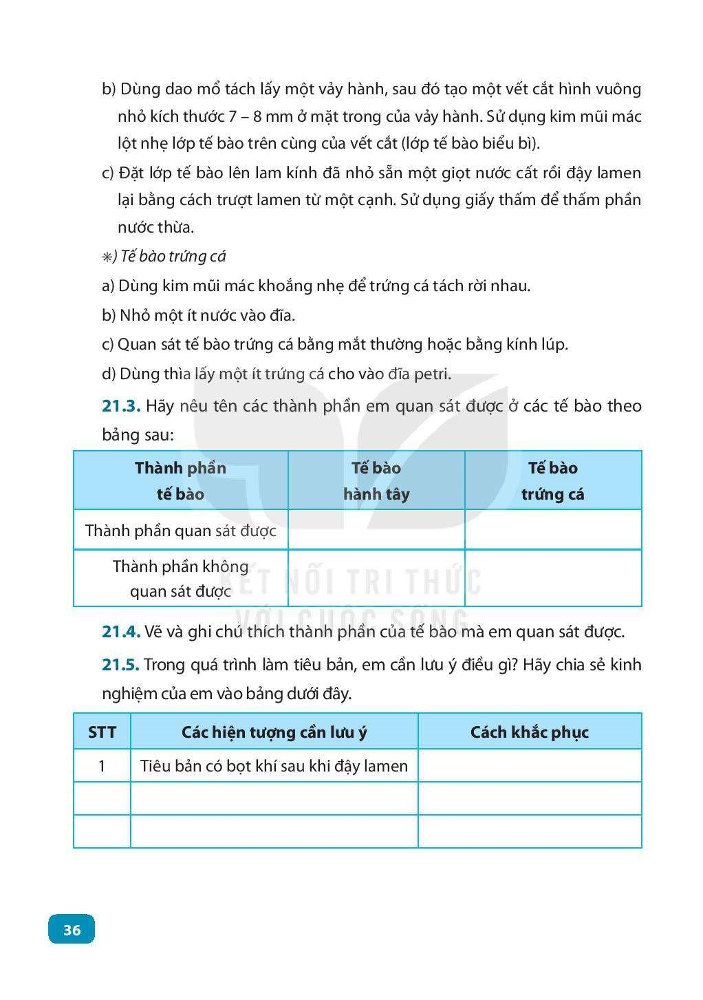 b) Dùng dao mổ tách lấy một vảy hành, sau đó tạo một vết cắt hình vuông
nhỏ kích thước 7 – 8 mm ở mặt trong của vảy hành. Sử dụng kim mũi mác
lột nhẹ lớp tế bào trên cùng của vết cắt (lớp tế bào biểu bì).
c) Đặt lớp tế bào lên lam kính đã nhỏ sẵn một giọt nước cất rồi đậy lamen
lại bằng cách trượt lamen từ một cạnh. Sử dụng giấy thấm để thấm phần
nước thừa.
⁕) Tế bào trứng cá
a) Dùng kim mũi mác khoắng nhẹ để trứng cá tách rời nhau.
b) Nhỏ một ít nước vào đĩa.
c) Quan sát tế bào trứng cá bằng mắt thường hoặc bằng kính lúp.
d) Dùng thìa lấy một ít trứng cá cho vào đĩa petri.
21.3. Hãy nêu tên các thành phần em quan sát được ở các tế bào theo
bảng sau:
Thành phần
tế bào
Tế bào
hành tây
Tế bào
trứng cá
Thành phần quan sát được
Thành phần không
quan sát được
KẾT NỐI TRI THỨC
VỚI CUỘC SỐNG
21.4. Vẽ và ghi chú thích thành phần của tế bào mà em quan sát được.
21.5. Trong quá trình làm tiêu bản, em cần lưu ý điều gì? Hãy chia sẻ kinh
nghiệm của em vào bảng dưới đây.
STT Các hiện tượng cần lưu ý Cách khắc phục
1 Tiêu bản có bọt khí sau khi đậy lamen
36